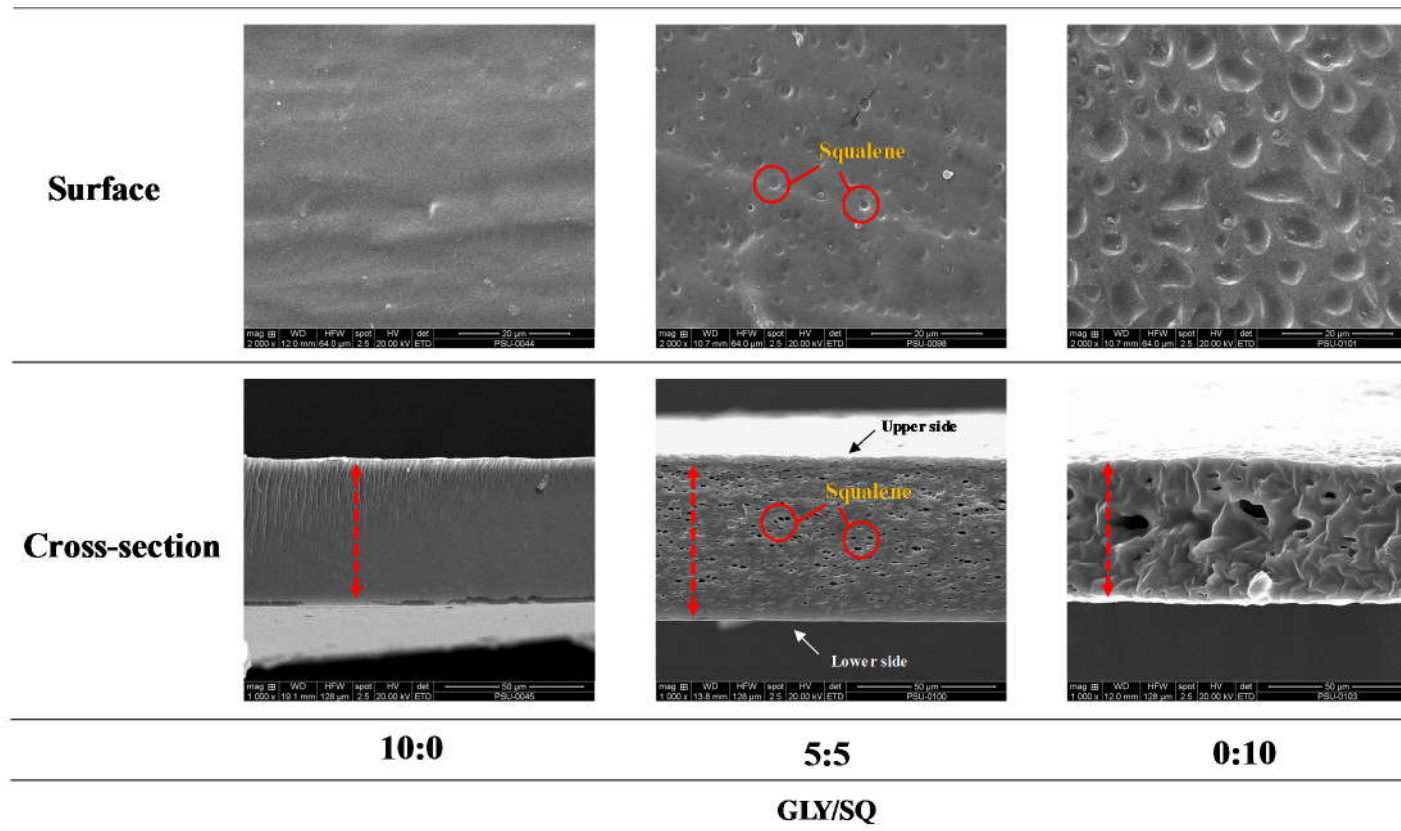 Surface
Squalene
mag WD HFW spot HV det 20 µm
2 000 x 12.0 mm 64.0 µm 2.5 20.00 kV ETD PSU-0044
mag WD HFW spot HV det 20 µm
2 000 x 10.7 mm 64.0 µm 2.5 20.00 kV ETD PSU-0098
mag WD HFW spot HV det 20 µm
2 000 x 10.7 mm 64.0 µm 2.5 20.00 kV ETD PSU-0101
Cross-section
Upper side
Squalene
Lower side
mag WD HFW spot HV det 50 µm
1 000 x 19.1 mm 128 µm 2.5 20.00 kV ETD PSU-0045
mag WD HFW spot HV det 50 µm
1 000 x 13.8 mm 128 µm 2.5 20.00 kV ETD PSU-0100
mag WD HFW spot HV det 50 µm
1 000 x 12.0 mm 128 µm 2.5 20.00 kV ETD PSU-0103
10:0 5:5 0:10
GLY/SQ